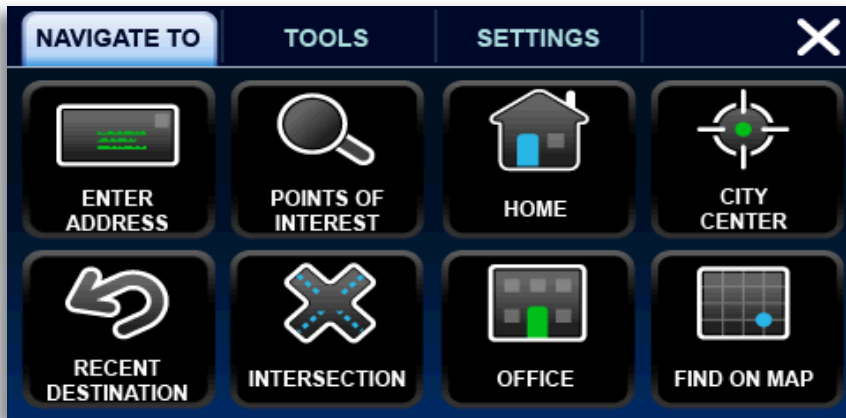 NAVIGATE TO
TOOLS
SETTINGS
ENTER
ADDRESS
POINTS OF
INTEREST
HOME
CITY
CENTER
RECENT
DESTINATION
INTERSECTION
OFFICE
FIND ON MAP